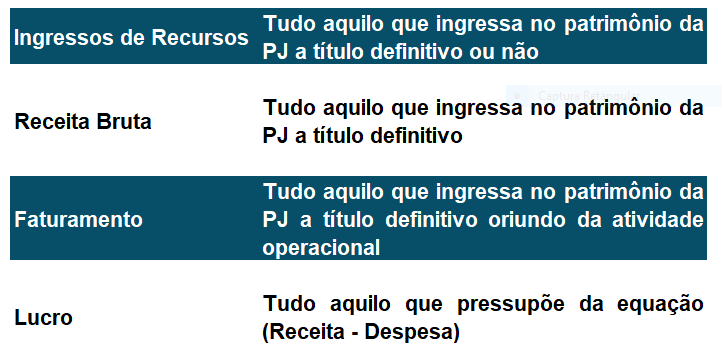 Ingressos de Recursos
Tudo aquilo que ingressa no patrimônio da
PJ a título definitivo ou não
Captura Retangular
Receita Bruta
Tudo aquilo que ingressa no patrimônio da
PJ a título definitivo
Faturamento
Tudo aquilo que ingressa no patrimônio da
PJ a título definitivo oriundo da atividade
operacional
Lucro
Tudo aquilo que pressupõe da equação
(Receita - Despesa)